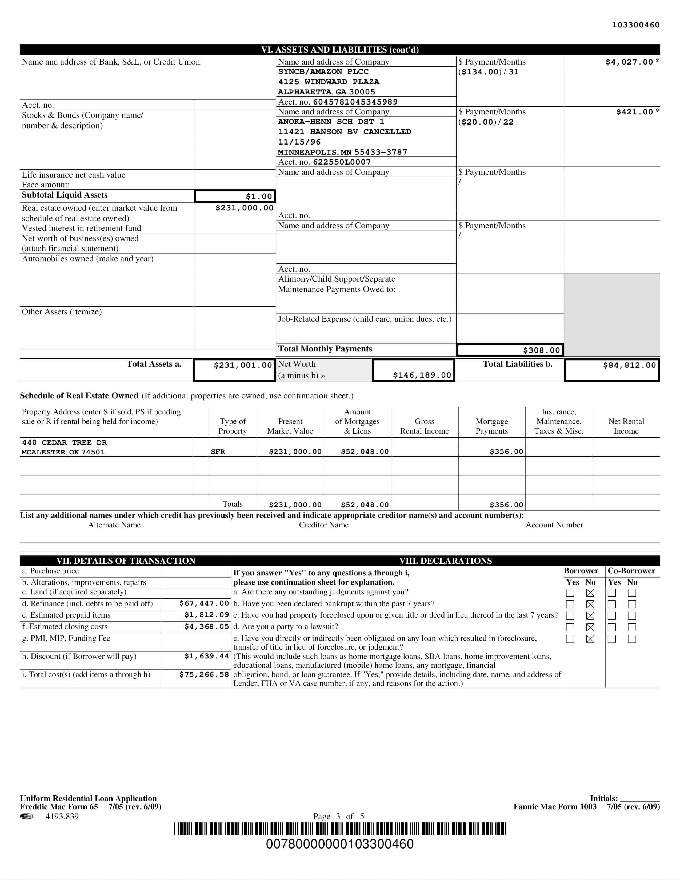 103300460
VI. ASSETS AND LIABILITIES (cont'd)
Name and address of Bank, S&L, or Credit Union
Name and address of Company
$ Payment/Months
$4,027.00 *
SYNCB/AMAZON PLCC
($134.00)/31
4125 WINDWARD PLAZA
ALPHARETTA, GA 30005
Acct. no.
Acct. no. 6045781045345989
Stocks & Bonds (Company name/
number & description)
Name and address of Company
$ Payment/Months
$421.00 *
ANOKA-HENN SCH DST 1
($20.00)/22
11421 HANSON BV CANCELLED
11/15/96
MINNEAPOLIS, MN 55433-3787
Acct. no. 622550L0007
Life insurance net cash value
Face amount:
Name and address of Company
$ Payment/Months
/
Subtotal Liquid Assets
$1.00
Real estate owned (enter market value from
schedule of real estate owned)
$231,000.00
Acct. no.
Vested interest in retirement fund
Name and address of Company
$ Payment/Months
/
Net worth of business(es) owned
(attach financial statement)
Automobiles owned (make and year)
Acct. no.
Alimony/Child Support/Separate
Maintenance Payments Owed to:
Other Assets (itemize)
Job-Related Expense (child care, union dues, etc.)
Total Monthly Payments
$308.00
Total Assets a.
$231,001.00
Net Worth
(a minus b) »
$146,189.00
Total Liabilities b.
$84,812.00
Schedule of Real Estate Owned (If additional properties are owned, use continuation sheet.)
Property Address (enter S if sold, PS if pending
sale or R if rental being held for income)
Type of
Property
Present
Market Value
Amount
of Mortgages
& Liens
Gross
Rental Income
Mortgage
Payments
Insurance,
Maintenance,
Taxes & Misc.
Net Rental
Income
440 CEDAR TREE DR
MCALESTER, OK 74501
SFR
$231,000.00
$52,048.00
$356.00
Totals
$231,000.00
$52,048.00
$356.00
List any additional names under which credit has previously been received and indicate appropriate creditor name(s) and account number(s):
Alternate Name
Creditor Name
Account Number
VII. DETAILS OF TRANSACTION
VIII. DECLARATIONS
a. Purchase price
If you answer "Yes" to any questions a through i,
Borrower
Co-Borrower
b. Alterations, improvements, repairs
please use continuation sheet for explanation.
Yes No
Yes No
c. Land (if acquired separately)
a. Are there any outstanding judgments against you?
d. Refinance (incl. debts to be paid off)
$67,447.00
b. Have you been declared bankrupt within the past 7 years?
e. Estimated prepaid items
$1,812.09
c. Have you had property foreclosed upon or given title or deed in lieu thereof in the last 7 years?
f. Estimated closing costs
$4,368.05
d. Are you a party to a lawsuit?
g. PMI, MIP, Funding Fee
e. Have you directly or indirectly been obligated on any loan which resulted in foreclosure,
transfer of title in lieu of foreclosure, or judgement?
h. Discount (if Borrower will pay)
$1,639.44
(This would include such loans as home mortgage loans, SBA loans, home improvement loans,
educational loans, manufactured (mobile) home loans, any mortgage, financial
i. Total cost(s) (add items a through h)
$75,266.58
obligation, bond, or loan guarantee. If "Yes," provide details, including date, name, and address of
Lender, FHA or VA case number, if any, and reasons for the action.)
Uniform Residential Loan Application
Initials:
Freddie Mac Form 65 7/05 (rev. 6/09)
Fannie Mae Form 1003 7/05 (rev. 6/09)
4193.839
Page 3 of 5
00780000000103300460